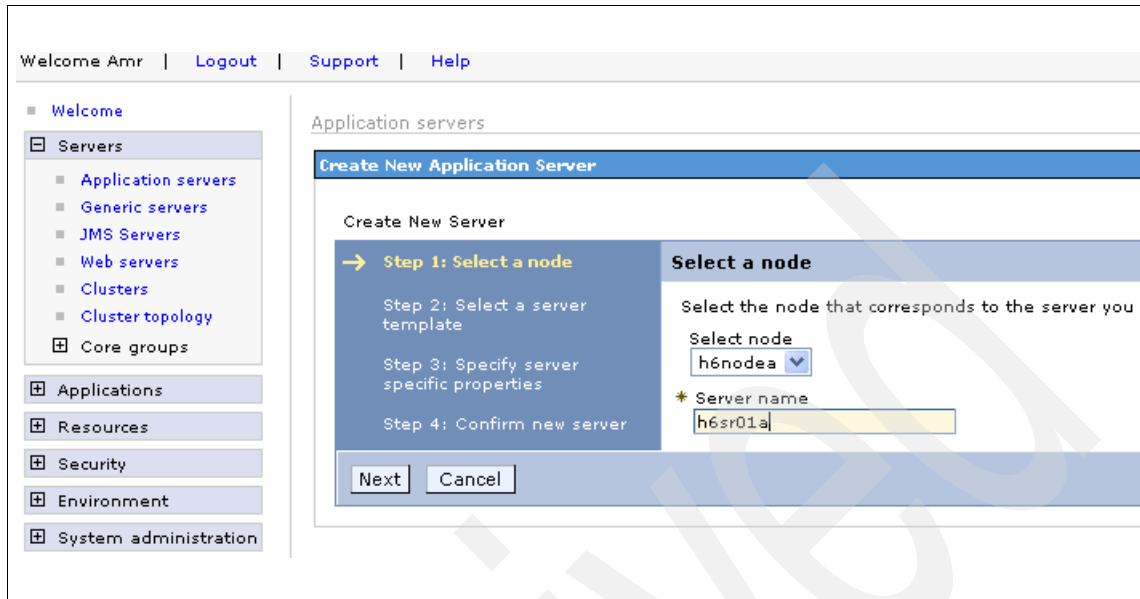 Welcome Amr | Logout | Support | Help
Welcome
Servers
Application servers
Generic servers
JMS Servers
Web servers
Clusters
Cluster topology
Core groups
Applications
Resources
Security
Environment
System administration
Application servers
Create New Application Server
Create New Server
Step 1: Select a node
Step 2: Select a server
template
Step 3: Specify server
specific properties
Step 4: Confirm new server
Select a node
Select the node that corresponds to the server you
Select node
h6nodea
* Server name
h6sr01a
Next Cancel